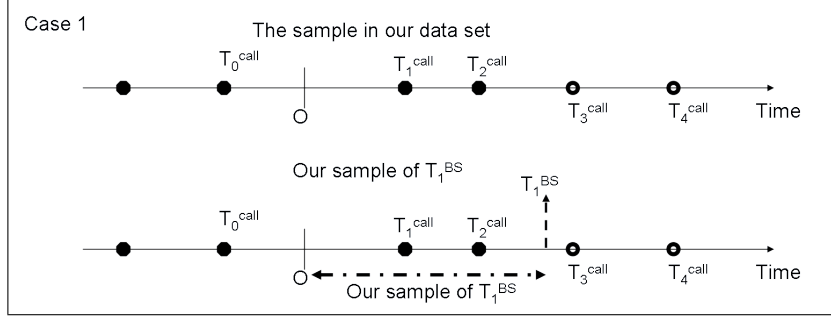 Case 1
The sample in our data set
T₀ᶜᵃˡˡ
T₁ᶜᵃˡˡ
T₂ᶜᵃˡˡ
O
T₃ᶜᵃˡˡ
T₄ᶜᵃˡˡ
Time
Our sample of T₁ᴮˢ
T₁ᴮˢ
T₀ᶜᵃˡˡ
T₁ᶜᵃˡˡ
T₂ᶜᵃˡˡ
O
T₃ᶜᵃˡˡ
T₄ᶜᵃˡˡ
Time
Our sample of T₁ᴮˢ